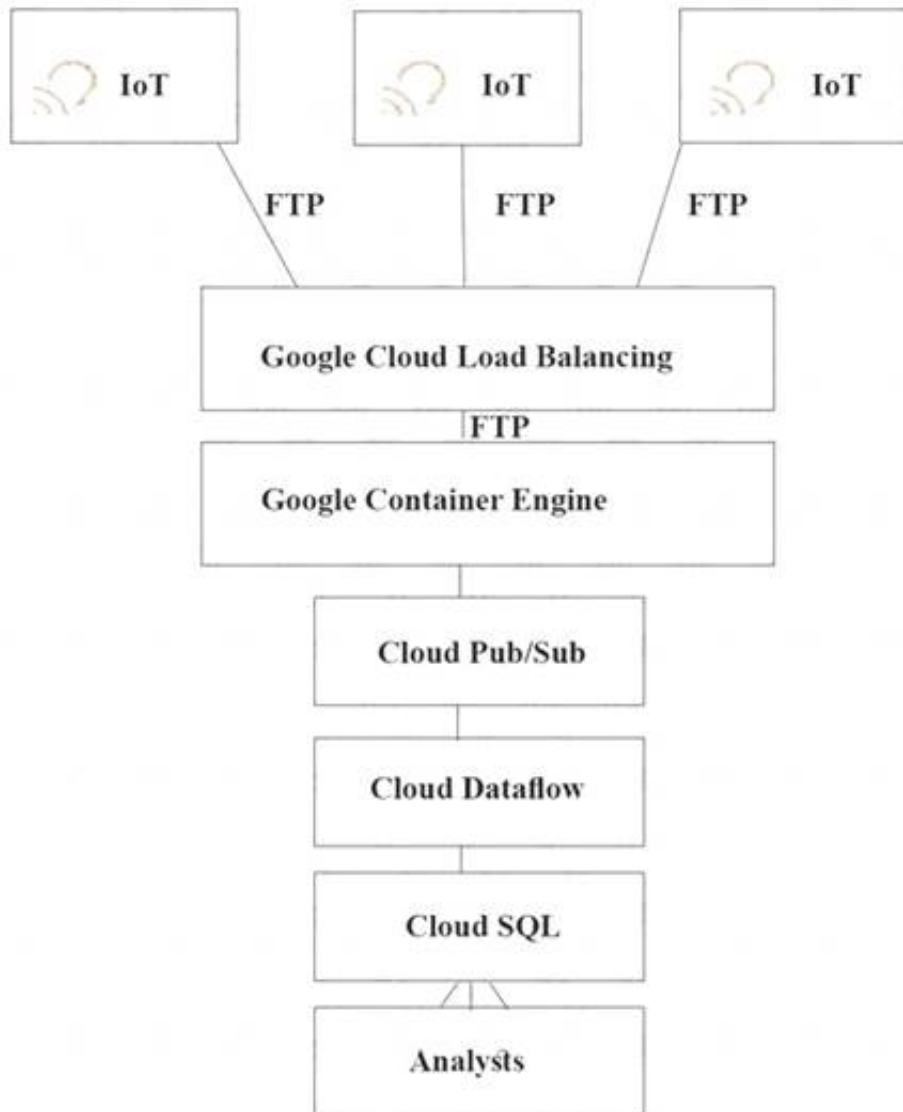 IoT
IoT
IoT
FTP
FTP
FTP
Google Cloud Load Balancing
FTP
Google Container Engine
Cloud Pub/Sub
Cloud Dataflow
Cloud SQL
Analysts